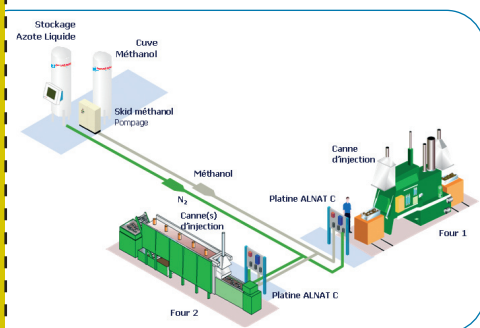 Stockage
Azote Liquide
Cuve
Méthanol
Skid méthanol
Pompage
Canne
d'injection
Méthanol
N₂
Platine ALNAT C
Canne(s)
d'injection
Four 1
Platine ALNAT C
Four 2